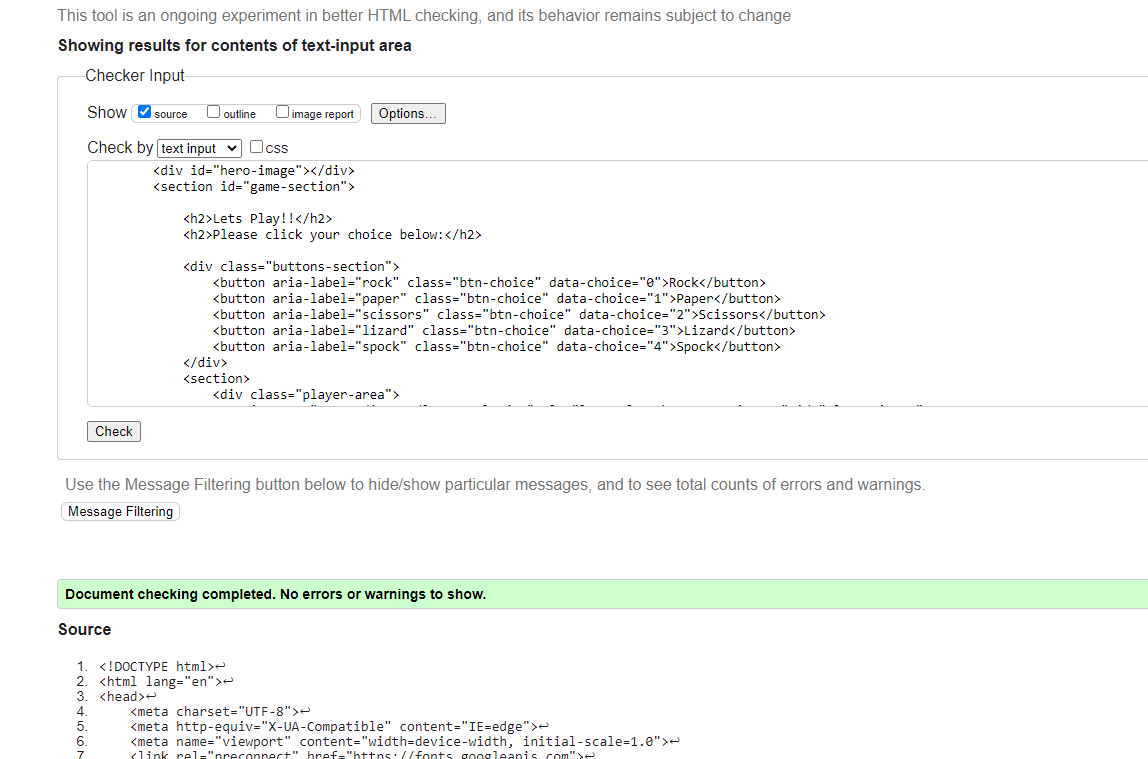 This tool is an ongoing experiment in better HTML checking, and its behavior remains subject to change
Showing results for contents of text-input area
Checker Input
Show source outline image report Options...
Check by text input css
<div id="hero-image"></div>
<section id="game-section">
<h2>Lets Play!!</h2>
<h2>Please click your choice below:</h2>
<div class="buttons-section">
<button aria-label="rock" class="btn-choice" data-choice="0">Rock</button>
<button aria-label="paper" class="btn-choice" data-choice="1">Paper</button>
<button aria-label="scissors" class="btn-choice" data-choice="2">Scissors</button>
<button aria-label="lizard" class="btn-choice" data-choice="3">Lizard</button>
<button aria-label="spock" class="btn-choice" data-choice="4">Spock</button>
</div>
<section>
<div class="player-area">
Check
Use the Message Filtering button below to hide/show particular messages, and to see total counts of errors and warnings.
Message Filtering
Document checking completed. No errors or warnings to show.
Source
1. <!DOCTYPE html>↩
2. <html lang="en">↩
3. <head>↩
4. <meta charset="UTF-8">↩
5. <meta http-equiv="X-UA-Compatible" content="IE=edge">↩
6. <meta name="viewport" content="width=device-width, initial-scale=1.0">↩
7. <link rel="preconnect" href="https://fonts.googleapis.com">↩